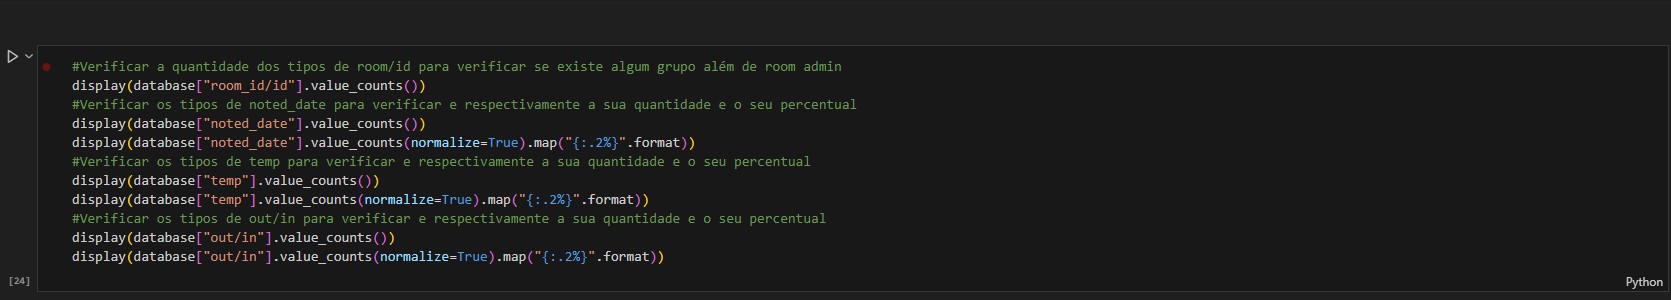 #Verificar a quantidade dos tipos de room/id para verificar se existe algum grupo além de room admin
display(database["room_id/id"].value_counts())
#Verificar os tipos de noted_date para verificar e respectivamente a sua quantidade e o seu percentual
display(database["noted_date"].value_counts())
display(database["noted_date"].value_counts(normalize=True).map("{:.2%}".format))
#Verificar os tipos de temp para verificar e respectivamente a sua quantidade e o seu percentual
display(database["temp"].value_counts())
display(database["temp"].value_counts(normalize=True).map("{:.2%}".format))
#Verificar os tipos de out/in para verificar e respectivamente a sua quantidade e o seu percentual
display(database["out/in"].value_counts())
display(database["out/in"].value_counts(normalize=True).map("{:.2%}".format))
[24]
Python